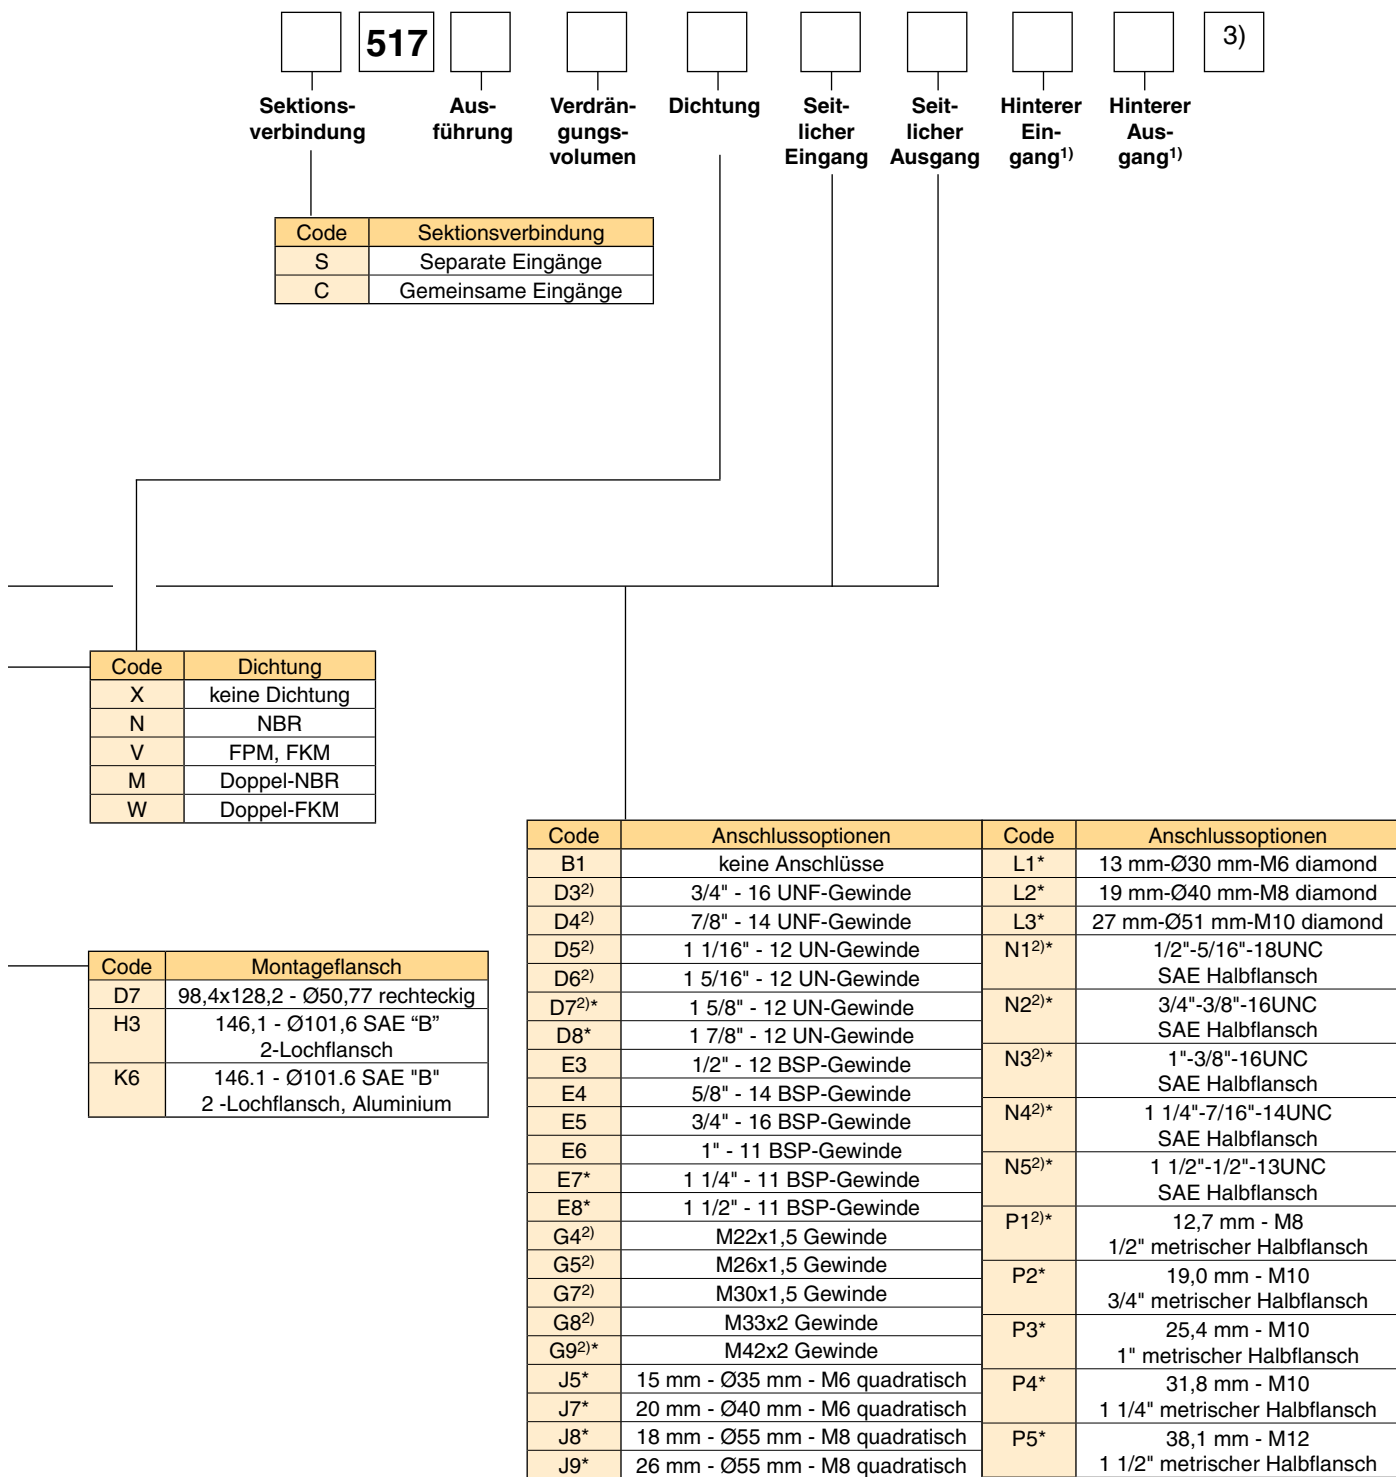 517 3)
Sektions-
verbindung
Aus-
führung
Verdrän-
gungs-
volumen
Dichtung
Seit-
licher
Eingang
Seit-
licher
Ausgang
Hinterer
Ein-
gang1)
Hinterer
Aus-
gang1)
Code Sektionsverbindung
S Separate Eingänge
C Gemeinsame Eingänge
Code Dichtung
X keine Dichtung
N NBR
V FPM, FKM
M Doppel-NBR
W Doppel-FKM
Code Montageflansch
D7 98,4x128,2 - Ø50,77 rechteckig
H3 146,1 - Ø101,6 SAE “B”
2-Lochflansch
K6 146.1 - Ø101.6 SAE "B"
2 -Lochflansch, Aluminium
Code Anschlussoptionen
B1 keine Anschlüsse
D32) 3/4" - 16 UNF-Gewinde
D42) 7/8" - 14 UNF-Gewinde
D52) 1 1/16" - 12 UN-Gewinde
D62) 1 5/16" - 12 UN-Gewinde
D72)* 1 5/8" - 12 UN-Gewinde
D8* 1 7/8" - 12 UN-Gewinde
E3 1/2" - 12 BSP-Gewinde
E4 5/8" - 14 BSP-Gewinde
E5 3/4" - 16 BSP-Gewinde
E6 1" - 11 BSP-Gewinde
E7* 1 1/4" - 11 BSP-Gewinde
E8* 1 1/2" - 11 BSP-Gewinde
G42) M22x1,5 Gewinde
G52) M26x1,5 Gewinde
G72) M30x1,5 Gewinde
G82) M33x2 Gewinde
G92)* M42x2 Gewinde
J5* 15 mm - Ø35 mm - M6 quadratisch
J7* 20 mm - Ø40 mm - M6 quadratisch
J8* 18 mm - Ø55 mm - M8 quadratisch
J9* 26 mm - Ø55 mm - M8 quadratisch
Code Anschlussoptionen
L1* 13 mm-Ø30 mm-M6 diamond
L2* 19 mm-Ø40 mm-M8 diamond
L3* 27 mm-Ø51 mm-M10 diamond
N12)* 1/2"-5/16"-18UNC
SAE Halbflansch
N22)* 3/4"-3/8"-16UNC
SAE Halbflansch
N32)* 1"-3/8"-16UNC
SAE Halbflansch
N42)* 1 1/4"-7/16"-14UNC
SAE Halbflansch
N52)* 1 1/2"-1/2"-13UNC
SAE Halbflansch
P12)* 12,7 mm - M8
1/2" metrischer Halbflansch
P2* 19,0 mm - M10
3/4" metrischer Halbflansch
P3* 25,4 mm - M10
1" metrischer Halbflansch
P4* 31,8 mm - M10
1 1/4" metrischer Halbflansch
P5* 38,1 mm - M12
1 1/2" metrischer Halbflansch